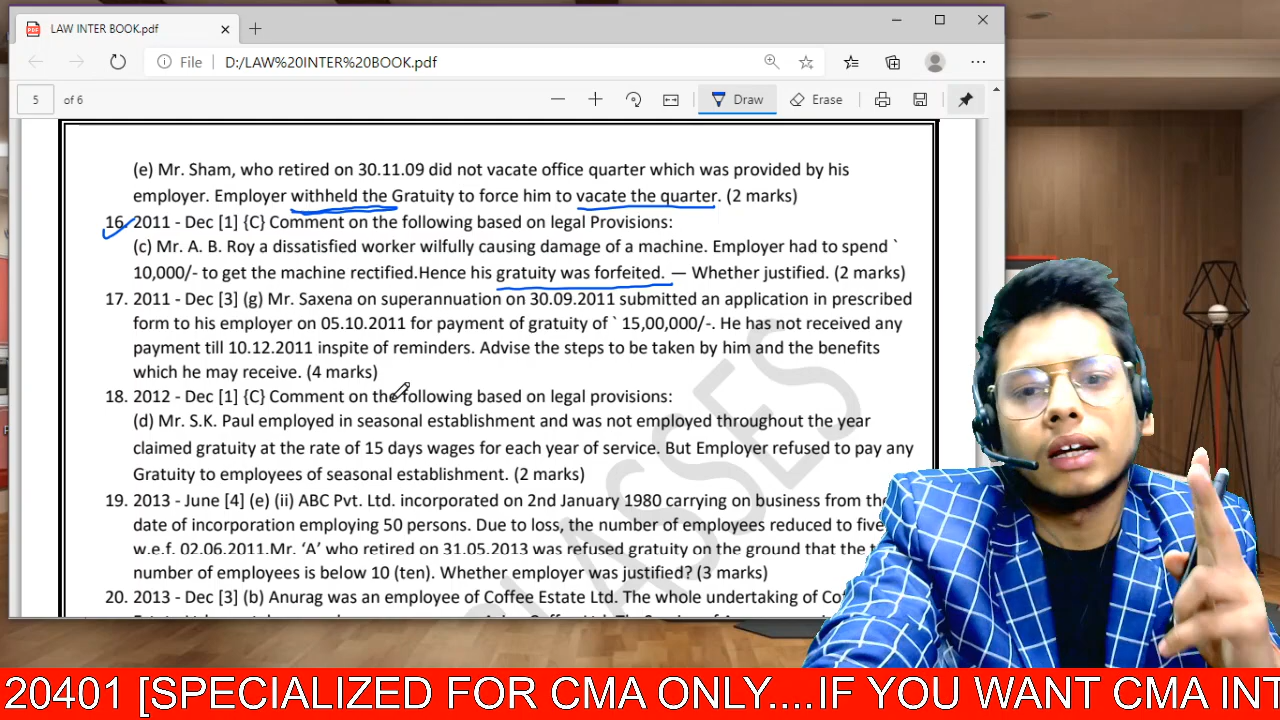 LAW INTER BOOK.pdf
File D:/LAW%20INTER%20BOOK.pdf
5 of 6 Draw Erase
(e) Mr. Sham, who retired on 30.11.09 did not vacate office quarter which was provided by his
employer. Employer withheld the Gratuity to force him to vacate the quarter. (2 marks)
16. 2011 - Dec [1] {C} Comment on the following based on legal Provisions:
(c) Mr. A. B. Roy a dissatisfied worker wilfully causing damage of a machine. Employer had to spend `
10,000/- to get the machine rectified.Hence his gratuity was forfeited. — Whether justified. (2 marks)
17. 2011 - Dec [3] (g) Mr. Saxena on superannuation on 30.09.2011 submitted an application in prescribed
form to his employer on 05.10.2011 for payment of gratuity of ` 15,00,000/-. He has not received any
payment till 10.12.2011 inspite of reminders. Advise the steps to be taken by him and the benefits
which he may receive. (4 marks)
18. 2012 - Dec [1] {C} Comment on the following based on legal provisions:
(d) Mr. S.K. Paul employed in seasonal establishment and was not employed throughout the year
claimed gratuity at the rate of 15 days wages for each year of service. But Employer refused to pay any
Gratuity to employees of seasonal establishment. (2 marks)
19. 2013 - June [4] (e) (ii) ABC Pvt. Ltd. incorporated on 2nd January 1980 carrying on business from the
date of incorporation employing 50 persons. Due to loss, the number of employees reduced to five
w.e.f. 02.06.2011.Mr. ‘A’ who retired on 31.05.2013 was refused gratuity on the ground that the
number of employees is below 10 (ten). Whether employer was justified? (3 marks)
20. 2013 - Dec [3] (b) Anurag was an employee of Coffee Estate Ltd. The whole undertaking of
CLASSES
20401 [SPECIALIZED FOR CMA ONLY....IF YOU WANT CMA INT